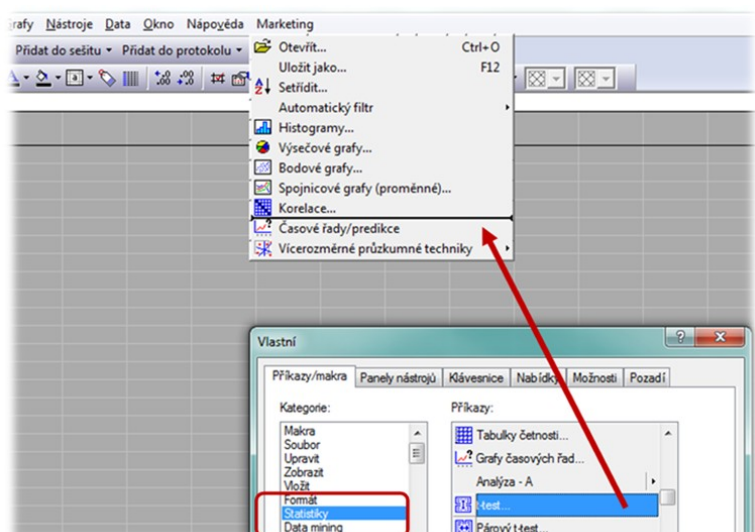 rafy Nástroje Data Okno Nápověda Marketing
Přidat do sešitu Přidat do protokolu
Otevřít... Ctrl+O
Uložit jako... F12
Setřídit...
Automatický filtr
Histogramy...
Výsečové grafy...
Bodové grafy...
Spojnicové grafy (proměnné)...
Korelace...
Časové řady/predikce
Vícerozměrné průzkumné techniky
Vlastní
Příkazy/makra Panely nástrojů Klávesnice Nabídky Možnosti Pozadí
Kategorie:
Makra
Soubor
Upravit
Zobrazit
Vložit
Formát
Statistiky
Data mining
Příkazy:
Tabulky četnosti...
Grafy časových řad...
Analýza - A
t-test...
Párový t-test...